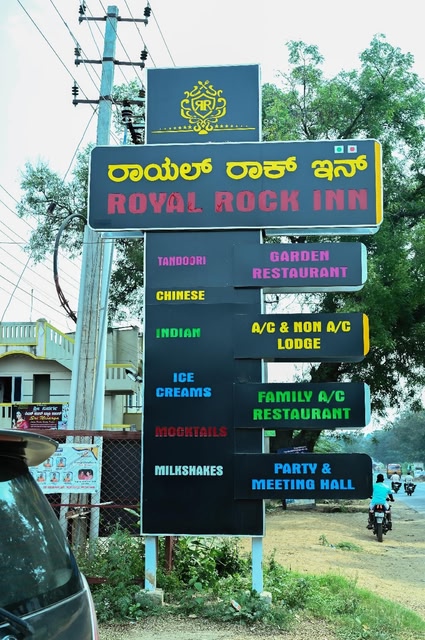 RR
ರಾಯಲ್ ರಾಕ್ ಇನ್
ROYAL ROCK INN
TANDOORI
CHINESE
INDIAN
ICE
CREAMS
MOCKTAILS
MILKSHAKES
GARDEN
RESTAURANT
A/C & NON A/C
LODGE
FAMILY A/C
RESTAURANT
PARTY &
MEETING HALL